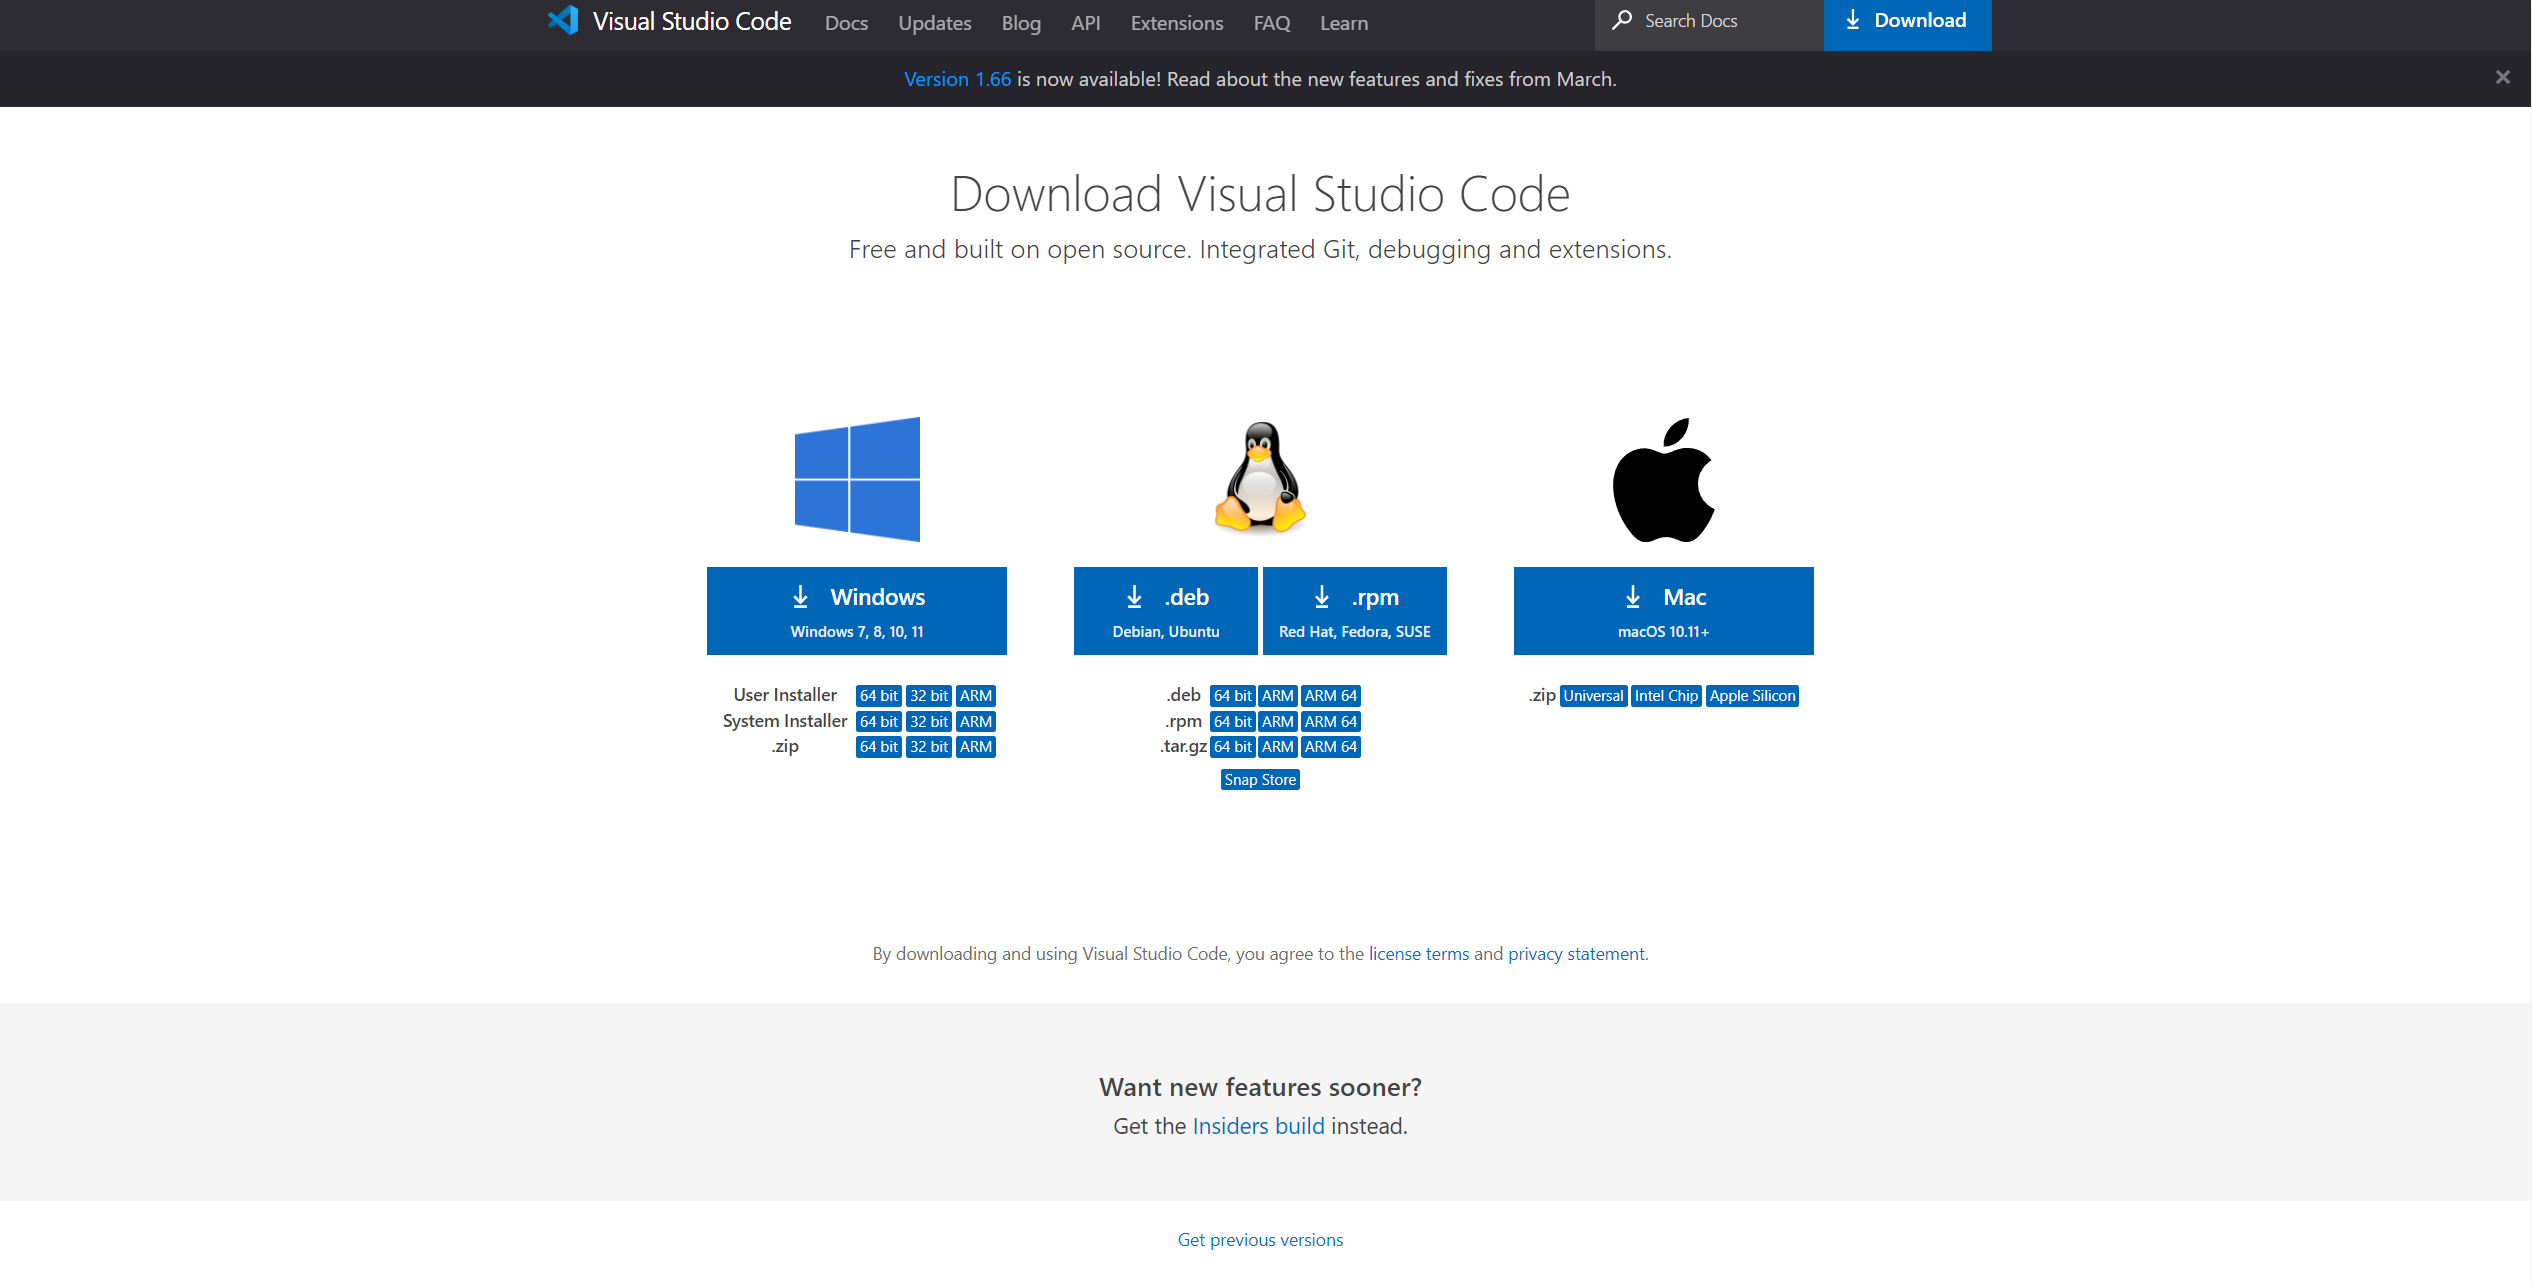 Visual Studio Code Docs Updates Blog API Extensions FAQ Learn Search Docs Download
Version 1.66 is now available! Read about the new features and fixes from March.
Download Visual Studio Code
Free and built on open source. Integrated Git, debugging and extensions.
Windows
Windows 7, 8, 10, 11
User Installer 64 bit 32 bit ARM
System Installer 64 bit 32 bit ARM
.zip 64 bit 32 bit ARM
.deb
Debian, Ubuntu
.rpm
Red Hat, Fedora, SUSE
.deb 64 bit ARM ARM 64
.rpm 64 bit ARM ARM 64
.tar.gz 64 bit ARM ARM 64
Snap Store
Mac
macOS 10.11+
.zip Universal Intel Chip Apple Silicon
By downloading and using Visual Studio Code, you agree to the license terms and privacy statement.
Want new features sooner?
Get the Insiders build instead.
Get previous versions